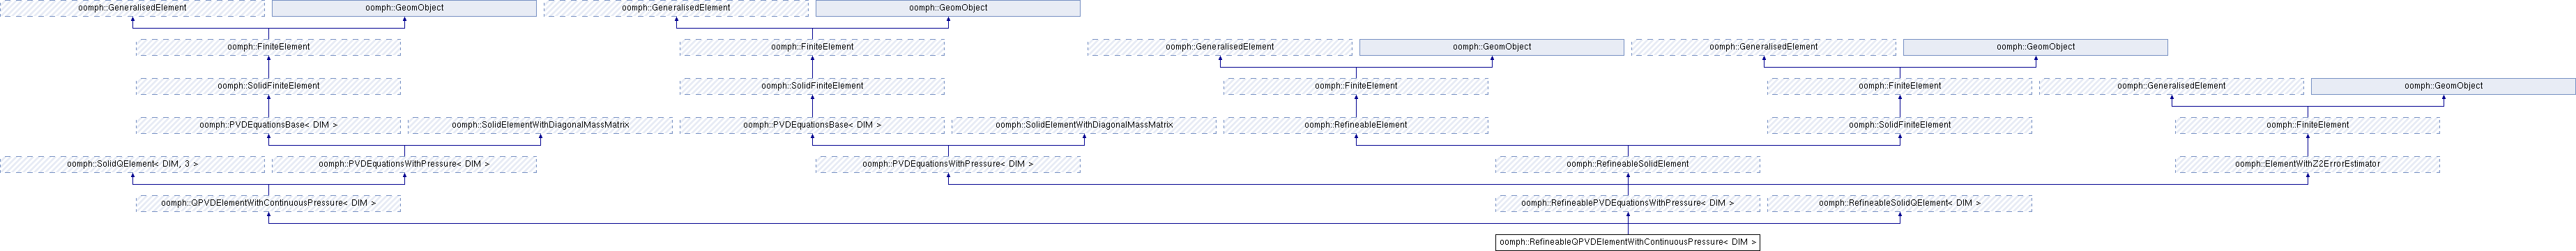 oomph::GeneralisedElement
oomph::GeomObject
oomph::GeneralisedElement
oomph::GeomObject
oomph::FiniteElement
oomph::FiniteElement
oomph::GeneralisedElement
oomph::GeomObject
oomph::GeneralisedElement
oomph::GeomObject
oomph::SolidFiniteElement
oomph::SolidFiniteElement
oomph::FiniteElement
oomph::FiniteElement
oomph::GeneralisedElement
oomph::GeomObject
oomph::PVDEquationsBase< DIM >
oomph::SolidElementWithDiagonalMassMatrix
oomph::PVDEquationsBase< DIM >
oomph::SolidElementWithDiagonalMassMatrix
oomph::RefineableElement
oomph::SolidFiniteElement
oomph::FiniteElement
oomph::SolidQElement< DIM, 3 >
oomph::PVDEquationsWithPressure< DIM >
oomph::PVDEquationsWithPressure< DIM >
oomph::RefineableSolidElement
oomph::ElementWithZ2ErrorEstimator
oomph::QPVDElementWithContinuousPressure< DIM >
oomph::RefineablePVDEquationsWithPressure< DIM >
oomph::RefineableSolidQElement< DIM >
oomph::RefineableQPVDElementWithContinuousPressure< DIM >